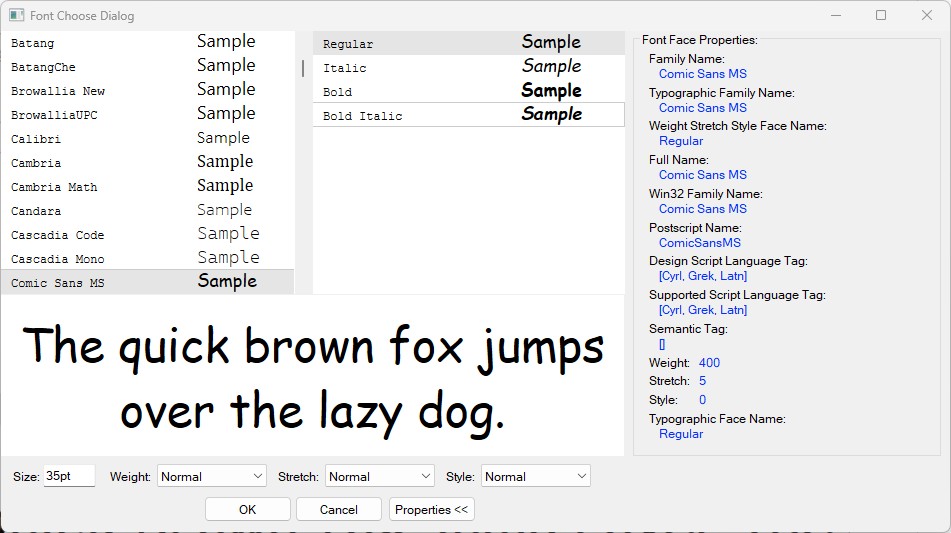 Font Choose Dialog
Batang Sample
BatangChe Sample
Browallia New Sample
BrowalliaUPC Sample
Calibri Sample
Cambria Sample
Cambria Math Sample
Candara Sample
Cascadia Code Sample
Cascadia Mono Sample
Comic Sans MS Sample
Regular Sample
Italic Sample
Bold Sample
Bold Italic Sample
Font Face Properties:
Family Name:
Comic Sans MS
Typographic Family Name:
Comic Sans MS
Weight Stretch Style Face Name:
Regular
Full Name:
Comic Sans MS
Win32 Family Name:
Comic Sans MS
Postscript Name:
ComicSansMS
Design Script Language Tag:
[Cyrl, Grek, Latn]
Supported Script Language Tag:
[Cyrl, Grek, Latn]
Semantic Tag:
[]
Weight: 400
Stretch: 5
Style: 0
Typographic Face Name:
Regular
The quick brown fox jumps
over the lazy dog.
Size: 35pt Weight: Normal Stretch: Normal Style: Normal
OK Cancel Properties <<